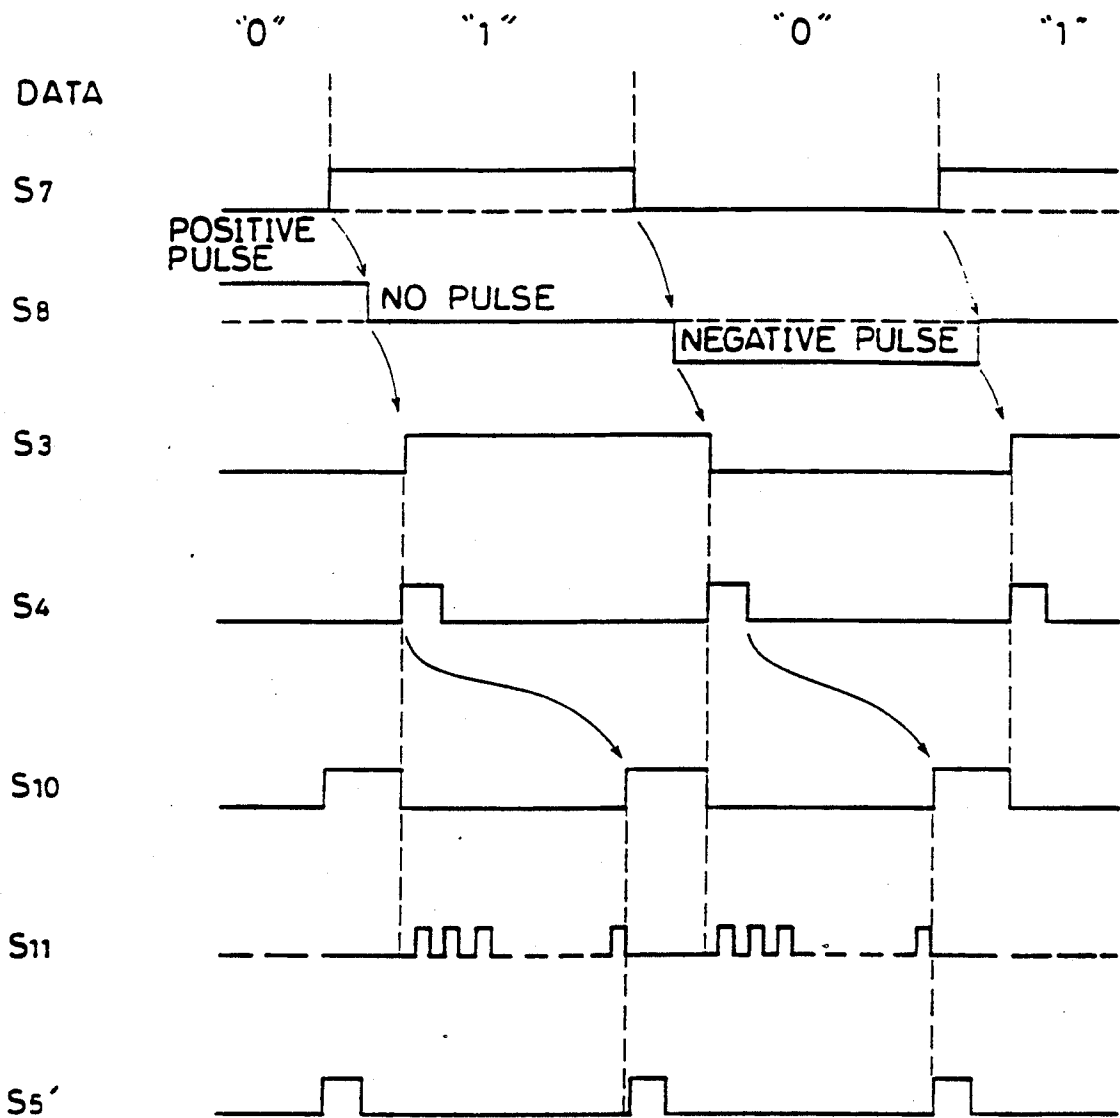 "0" "1" "0" "1"
DATA
S7
POSITIVE
PULSE
S8 NO PULSE
NEGATIVE PULSE
S3
S4
S10
S11
S5′